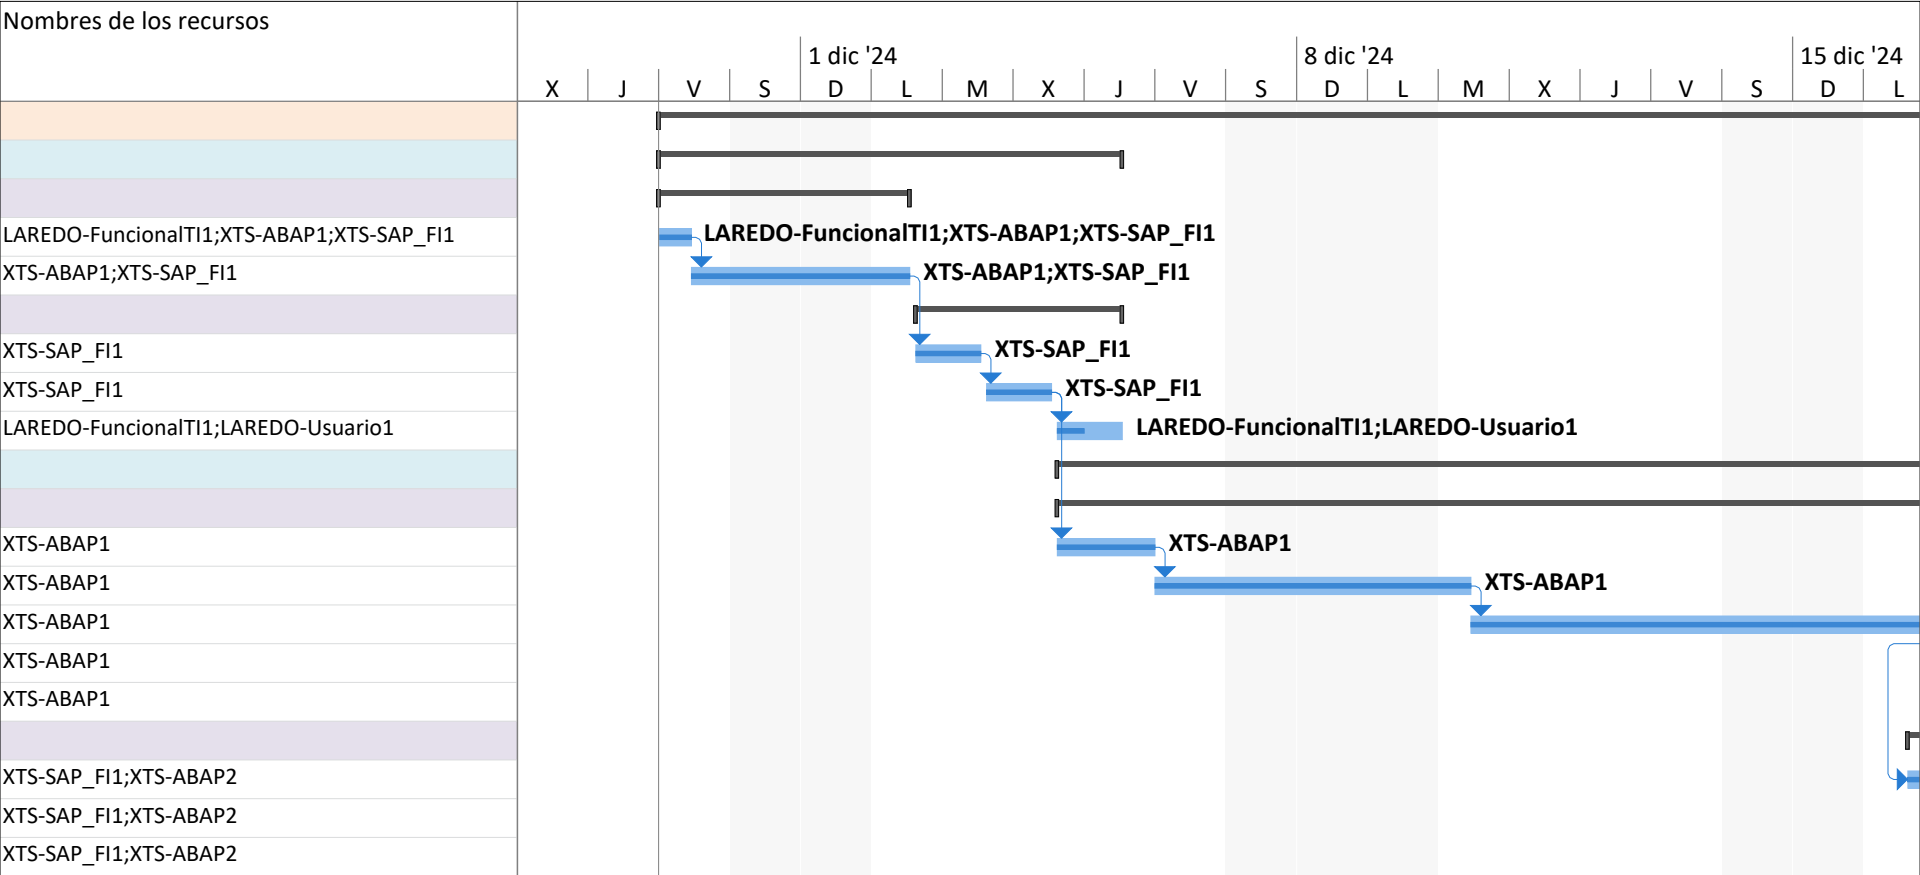 Nombres de los recursos
1 dic '24 8 dic '24 15 dic '24
X J V S D L M X J V S D L M X J V S D L
LAREDO-FuncionalTI1;XTS-ABAP1;XTS-SAP_FI1 LAREDO-FuncionalTI1;XTS-ABAP1;XTS-SAP_FI1
XTS-ABAP1;XTS-SAP_FI1 XTS-ABAP1;XTS-SAP_FI1
XTS-SAP_FI1 XTS-SAP_FI1
XTS-SAP_FI1 XTS-SAP_FI1
LAREDO-FuncionalTI1;LAREDO-Usuario1 LAREDO-FuncionalTI1;LAREDO-Usuario1
XTS-ABAP1 XTS-ABAP1
XTS-ABAP1 XTS-ABAP1
XTS-ABAP1
XTS-ABAP1
XTS-ABAP1
XTS-SAP_FI1;XTS-ABAP2
XTS-SAP_FI1;XTS-ABAP2
XTS-SAP_FI1;XTS-ABAP2